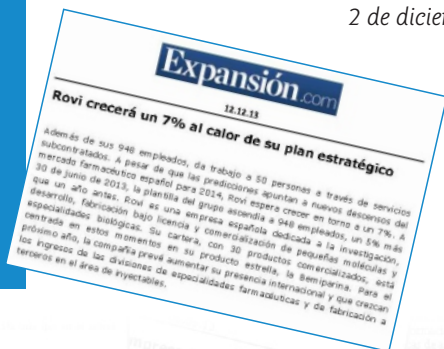 2 de diciem
Expansión.com
12.12.13
Rovi crecerá un 7% al calor de su plan estratégico
Además de sus 948 empleados, da trabajo a 50 personas a través de servicios
subcontratados. A pesar de que las predicciones apuntan a nuevos descensos del
mercado farmacéutico español para 2014, Rovi espera crecer en torno a un 7%. A
30 de junio de 2013, la plantilla del grupo ascendía a 948 empleados, un 5% más
que un año antes. Rovi es una empresa española dedicada a la investigación,
desarrollo, fabricación bajo licencia y comercialización de pequeñas moléculas y
especialidades biológicas. Su cartera, con 30 productos comercializados, está
centrada en estos momentos en su producto estrella, la Bemiparina. Para el
próximo año, la compañía prevé aumentar su presencia internacional y que crezcan
los ingresos de las divisiones de especialidades farmacéuticas y de fabricación a
terceros en el área de inyectables.